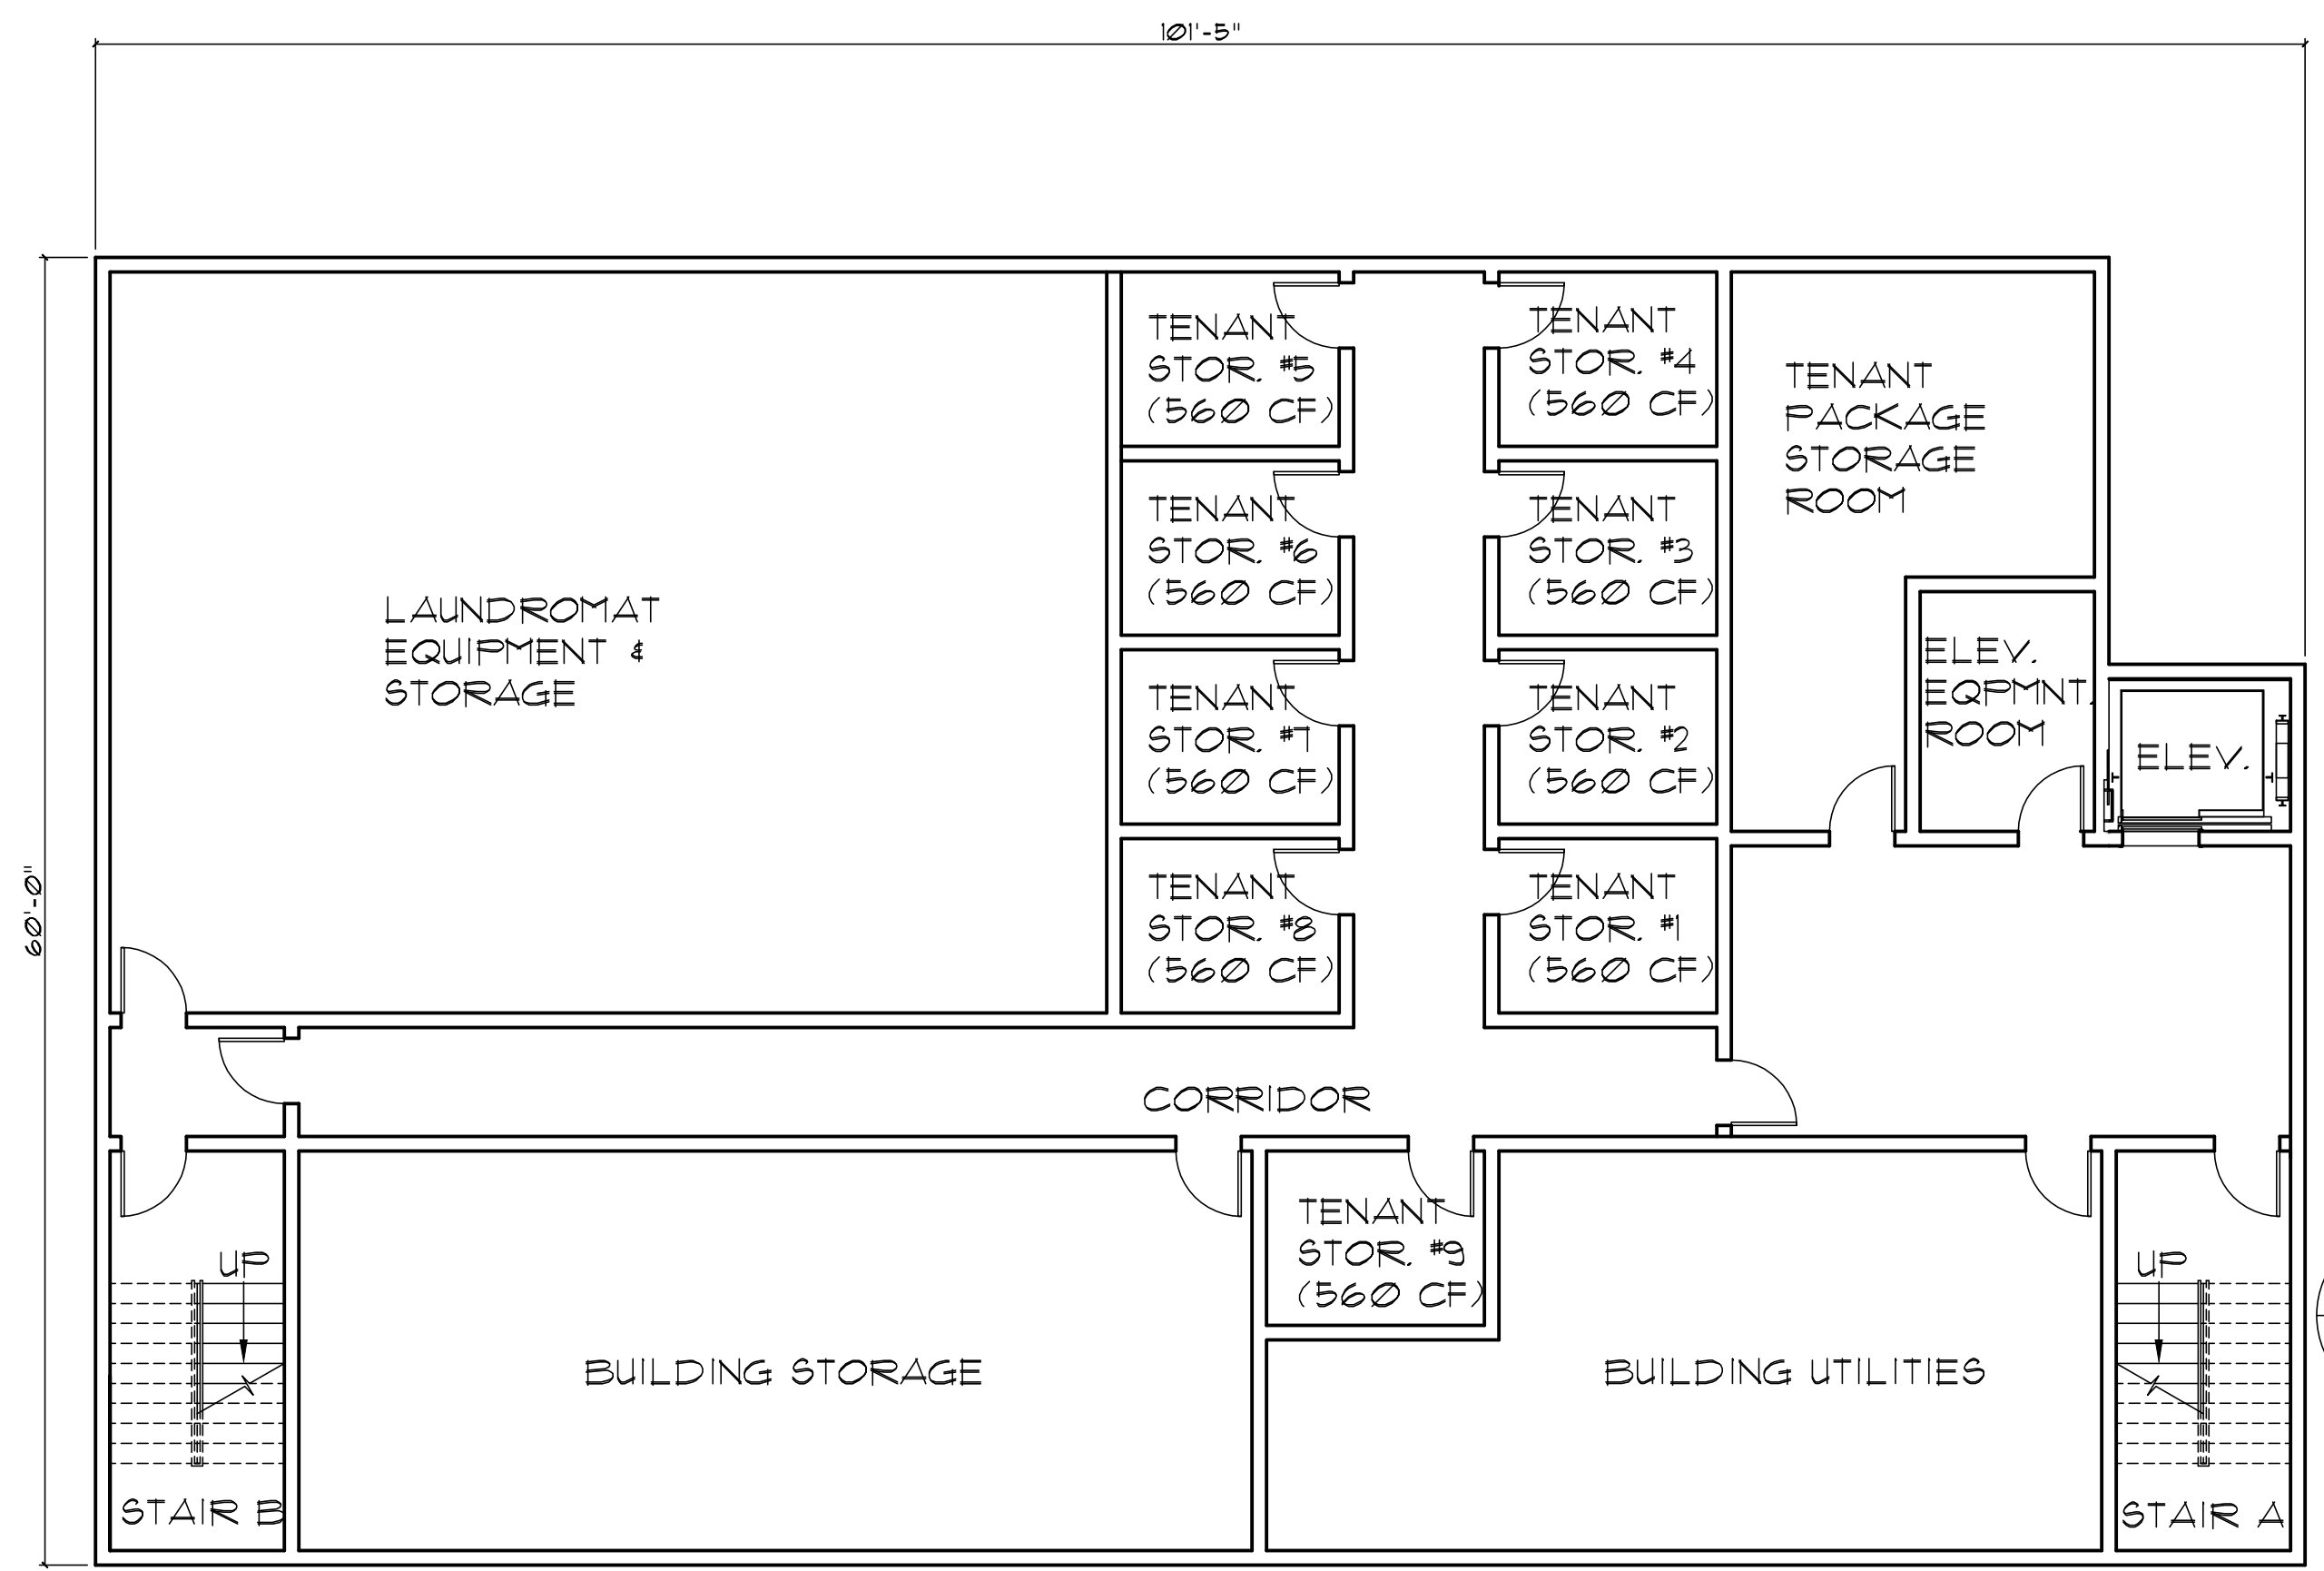 101'-5"
60'-0"
LAUNDROMAT
EQUIPMENT &
STORAGE
TENANT
STOR. #5
(560 CF)
TENANT
STOR. #4
(560 CF)
TENANT
PACKAGE
STORAGE
ROOM
TENANT
STOR. #6
(560 CF)
TENANT
STOR. #3
(560 CF)
TENANT
STOR. #7
(560 CF)
TENANT
STOR. #2
(560 CF)
ELEV.
EQPMNT.
ROOM
ELEV.
TENANT
STOR. #8
(560 CF)
TENANT
STOR. #1
(560 CF)
CORRIDOR
TENANT
STOR. #9
(560 CF)
UP
UP
BUILDING STORAGE
BUILDING UTILITIES
STAIR B
STAIR A